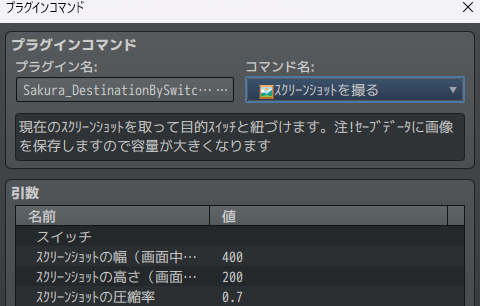 プラグインコマンド
プラグインコマンド
プラグイン名:
コマンド名:
Sakura_DestinationBySwitc… …
ｽｸﾘｰﾝｼｮｯﾄを撮る
現在のｽｸﾘｰﾝｼｮｯﾄを取って目的ｽｲｯﾁと紐づけます。注!ｾｰﾌﾞﾃﾞｰﾀに画像
を保存しますので容量が大きくなります
引数
名前 値
スイッチ
ｽｸﾘｰﾝｼｮｯﾄの幅（画面中… 400
ｽｸﾘｰﾝｼｮｯﾄの高さ（画面… 200
ｽｸﾘｰﾝｼｮｯﾄの圧縮率 0.7